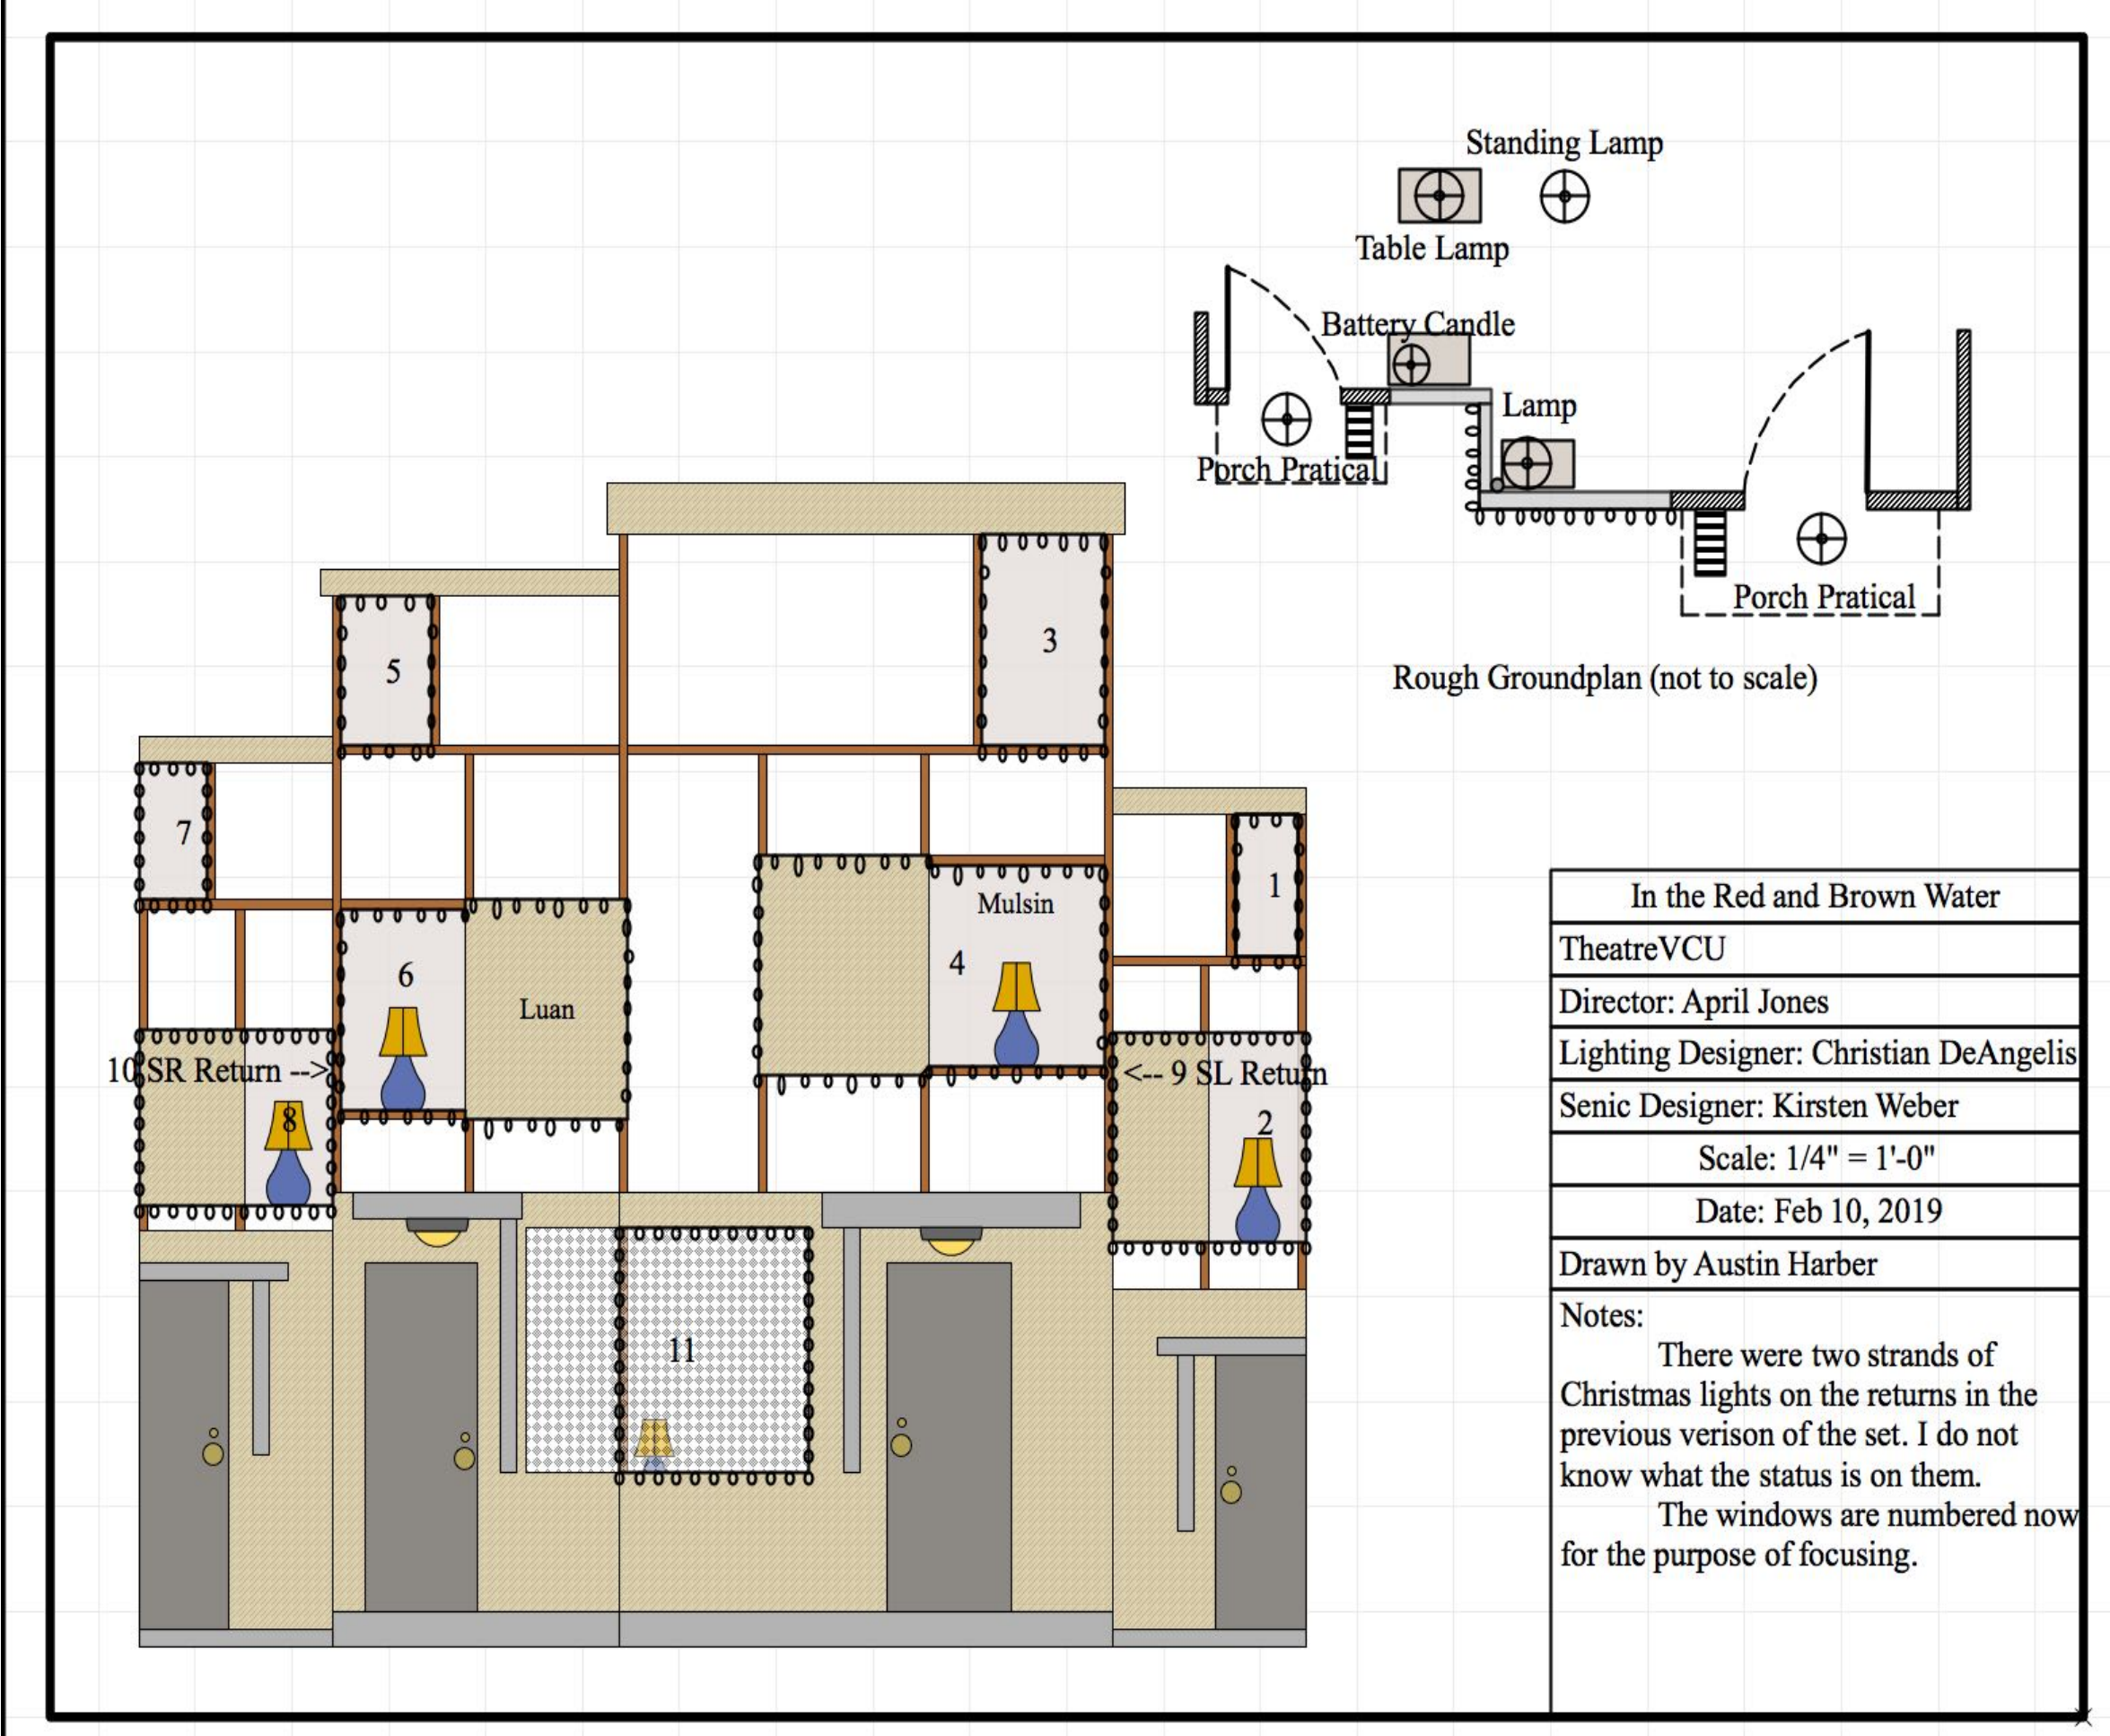 Standing Lamp
Table Lamp
Battery Candle
Lamp
Porch Pratical
Porch Pratical
Rough Groundplan (not to scale)
3
5
7
1
Mulsin
4
6
Luan
10 SR Return -->
<-- 9 SL Return
8
2
11
In the Red and Brown Water
TheatreVCU
Director: April Jones
Lighting Designer: Christian DeAngelis
Senic Designer: Kirsten Weber
Scale: 1/4" = 1'-0"
Date: Feb 10, 2019
Drawn by Austin Harber
Notes:
There were two strands of
Christmas lights on the returns in the
previous verison of the set. I do not
know what the status is on them.
The windows are numbered now
for the purpose of focusing.